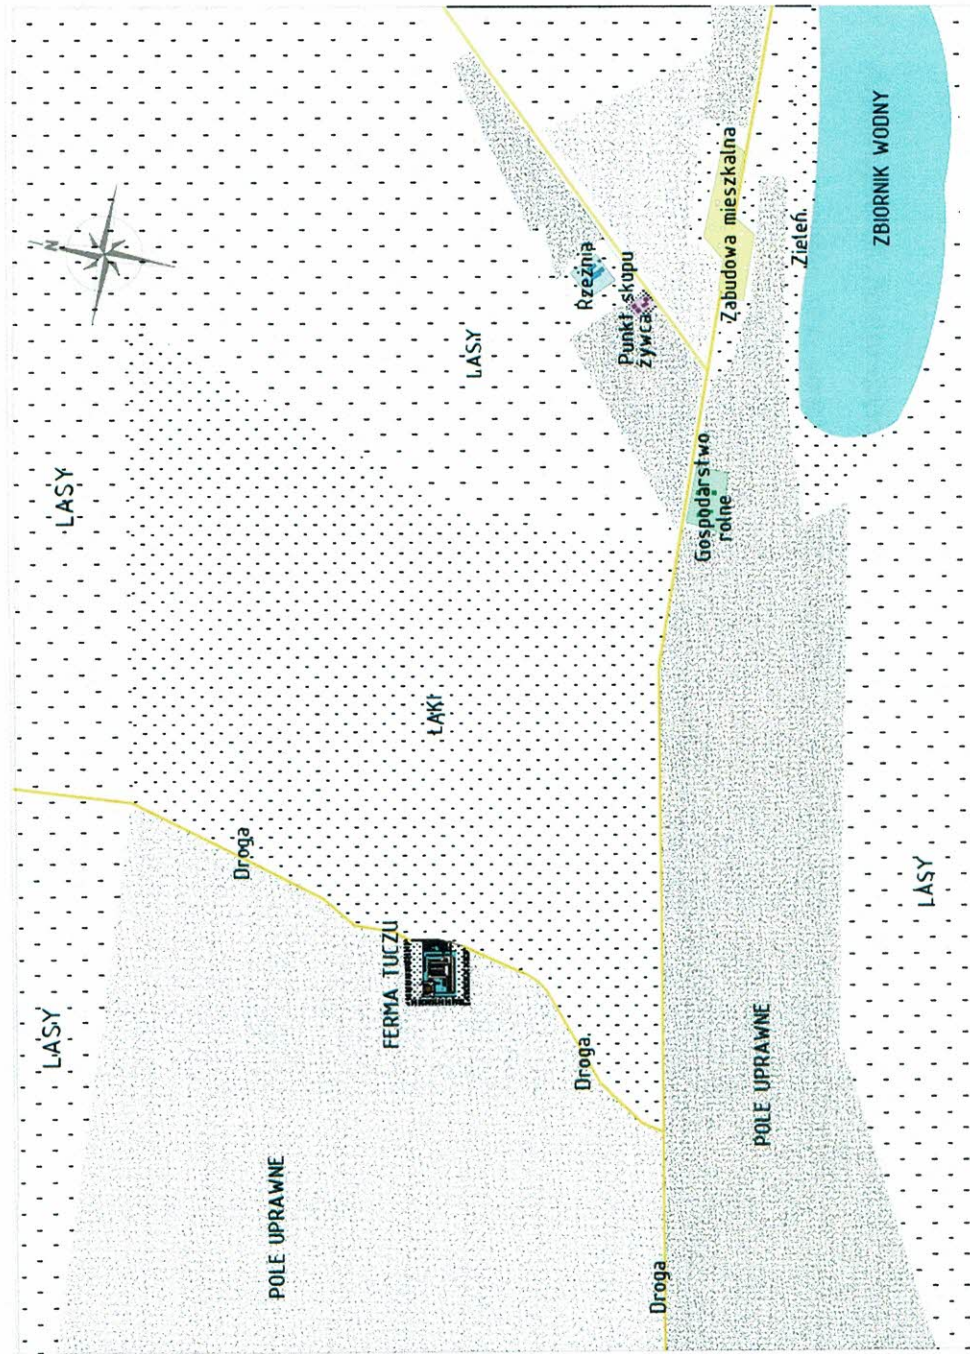 N
LASY
LASY
LASY
Droga
FERMA TUCZU
ŁĄKI
Rzeźnia
Punkt skupu
żywca
POLE UPRAWNE
Droga
Gospodarstwo
rolne
Zabudowa mieszkalna
Zieleń
ZBIORNIK WODNY
Droga
POLE UPRAWNE
LASY